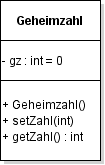 Geheimzahl
- gz : int = 0
+ Geheimzahl()
+ setZahl(int)
+ getZahl() : int